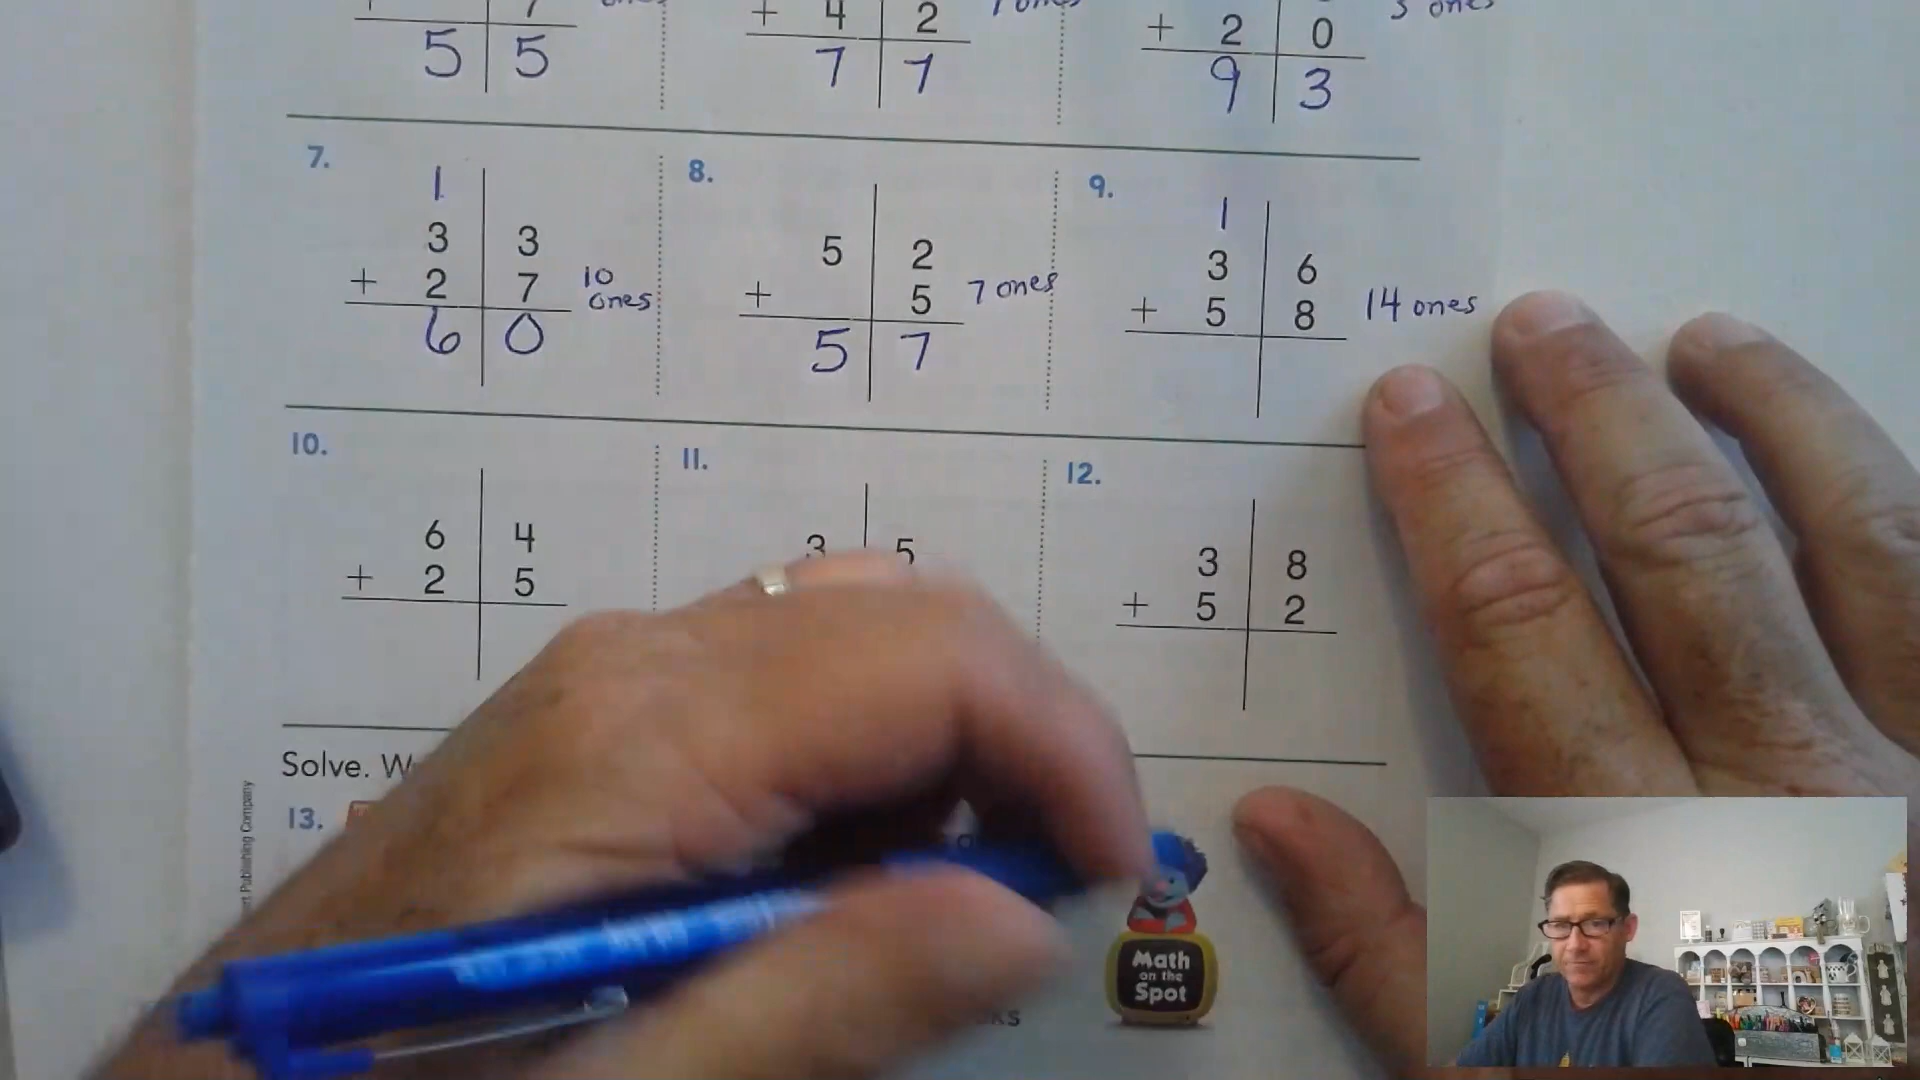 + 4 2
+ 2 0
5 5
7 7
9 3
7.
8.
9.
1
1
3 3
5 2
3 6
+ 2 7 10 ones
+ 5 7 ones
+ 5 8 14 ones
6 0
5 7
10.
11.
12.
6 4
3 5
3 8
+ 2 5
+ 5 2
Solve.
13.
Publishing Company
Math
on the
Spot